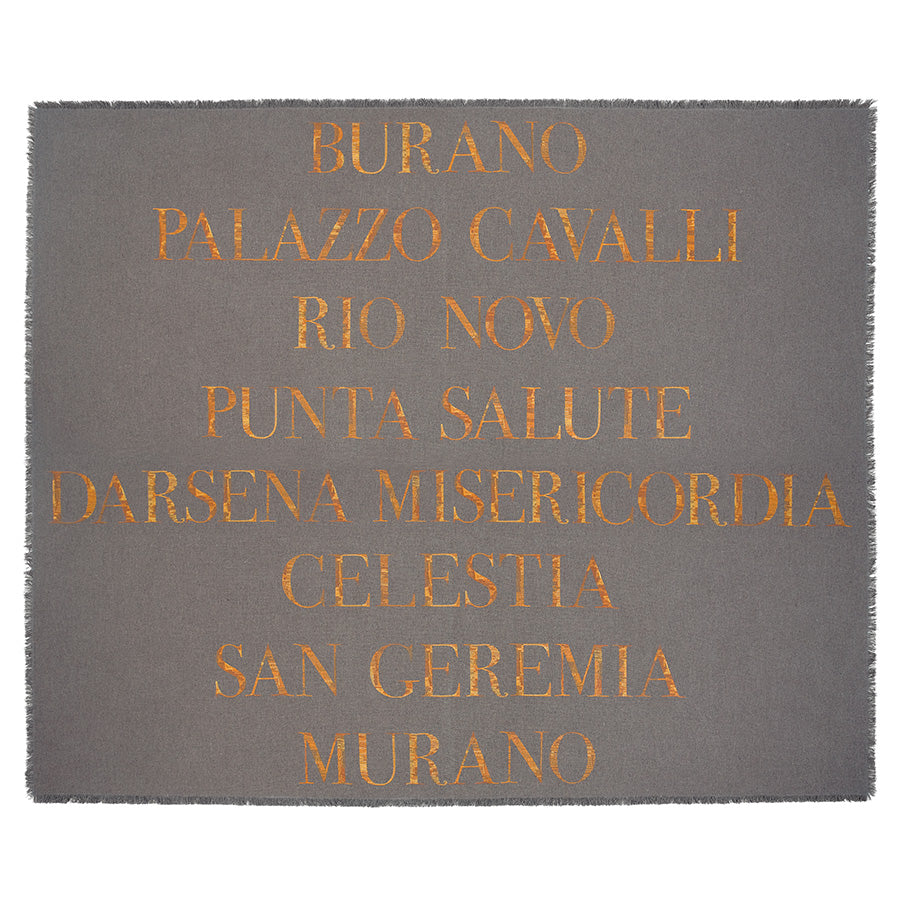 BURANO
PALAZZO CAVALLI
RIO NOVO
PUNTA SALUTE
DARSENA MISERICORDIA
CELESTIA
SAN GEREMIA
MURANO